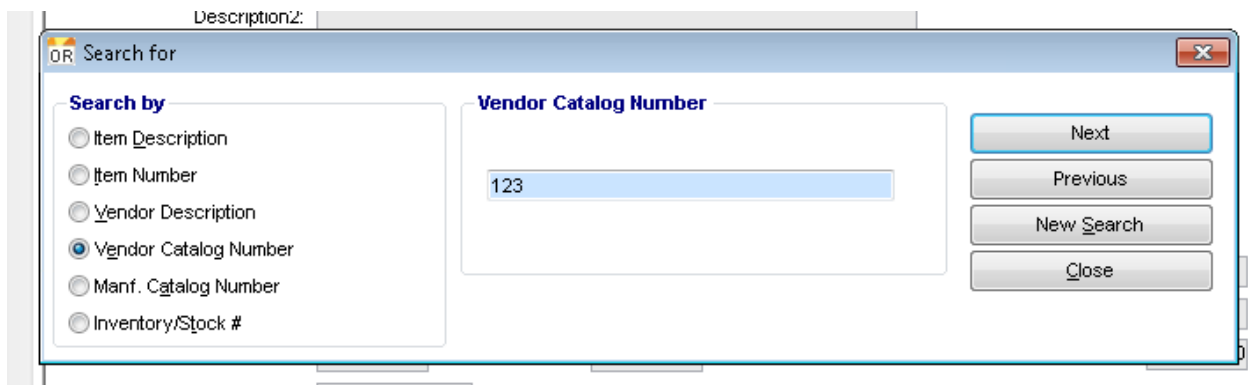 Description2:
OR Search for
Search by
Item Description
Item Number
Vendor Description
Vendor Catalog Number
Manf. Catalog Number
Inventory/Stock #
Vendor Catalog Number
123
Next
Previous
New Search
Close
0